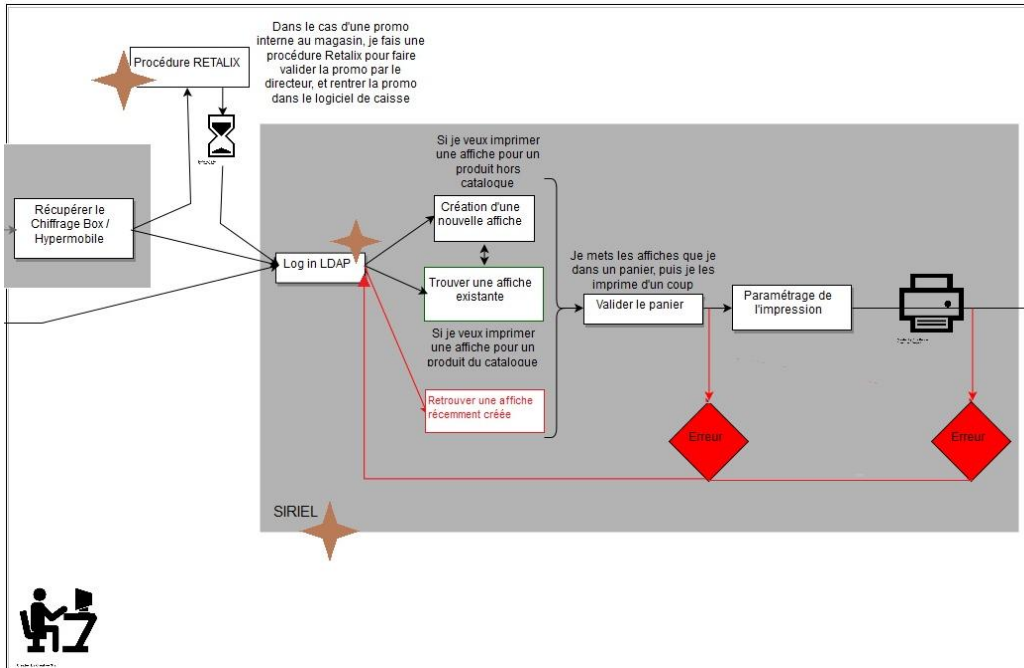 Dans le cas d'une promo
interne au magasin, je fais une
procédure Retalix pour faire
valider la promo par le
directeur, et rentrer la promo
dans le logiciel de caisse
Procédure RETALIX
Récupérer le
Chiffrage Box /
Hypermobile
Log in LDAP
Si je veux imprimer
une affiche pour un
produit hors
catalogue
Création d'une
nouvelle affiche
Trouver une affiche
existante
Si je veux imprimer
une affiche pour un
produit du catalogue
Retrouver une affiche
récemment créée
Je mets les affiches que je
dans un panier, puis je les
imprime d'un coup
Valider le panier
Paramétrage de
l'impression
Erreur
Erreur
SIRIEL